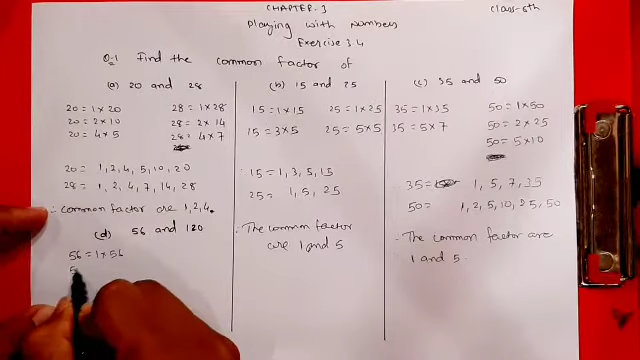 CHAPTER-3
Class-6th
Playing with Numbers
Exercise 3.4
Q.1 Find the common factor of
(a) 20 and 28
20 = 1 × 20
20 = 2 × 10
20 = 4 × 5
28 = 1 × 28
28 = 2 × 14
28 = 4 × 7
20 = 1, 2, 4, 5, 10, 20
28 = 1, 2, 4, 7, 14, 28
∴ common factor are 1, 2, 4.
(b) 15 and 25
15 = 1 × 15
15 = 3 × 5
25 = 1 × 25
25 = 5 × 5
15 = 1, 3, 5, 15
25 = 1, 5, 25
∴ The common factor
are 1 and 5
(c) 35 and 50
35 = 1 × 35
35 = 5 × 7
50 = 1 × 50
50 = 2 × 25
50 = 5 × 10
35 = 1, 5, 7, 35
50 = 1, 2, 5, 10, 25, 50
∴ The common factor are
1 and 5.
(d) 56 and 120
56 = 1 × 56
5